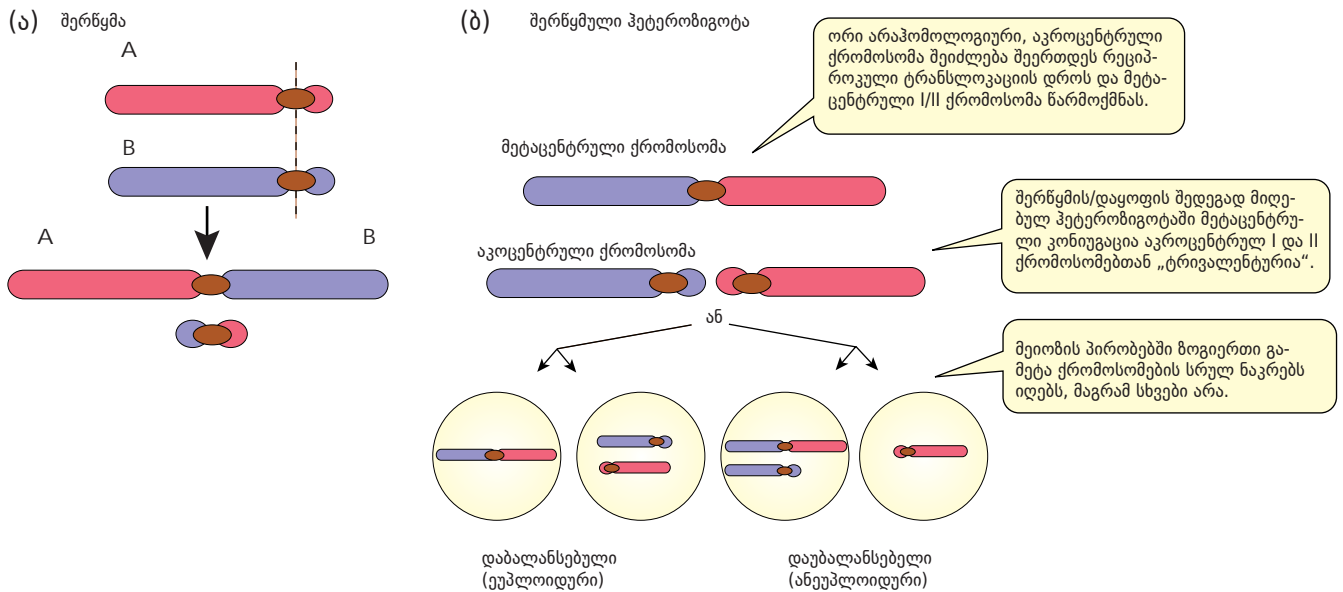 (ა) შერწყმა
A
B
A B
(ბ) შერწყმული ჰეტეროზიგოტა
ორი არაჰომოლოგიური, აკროცენტრული
ქრომოსომა შეიძლება შეერთდეს რეციპ-
როკული ტრანსლოკაციის დროს და მეტა-
ცენტრული I/II ქრომოსომა წარმოქმნას.
მეტაცენტრული ქრომოსომა
შერწყმის/დაყოფის შედეგად მიღე-
ბულ ჰეტეროზიგოტაში მეტაცენტრუ-
ლი კონიუგაცია აკროცენტრულ I და II
ქრომოსომებთან „ტრივალენტურია“.
აკოცენტრული ქრომოსომა
ან
მეიოზის პირობებში ზოგიერთი გა-
მეტა ქრომოსომების სრულ ნაკრებს
იღებს, მაგრამ სხვები არა.
დაბალანსებული
(ეუპლოიდური)
დაუბალანსებელი
(ანეუპლოიდური)